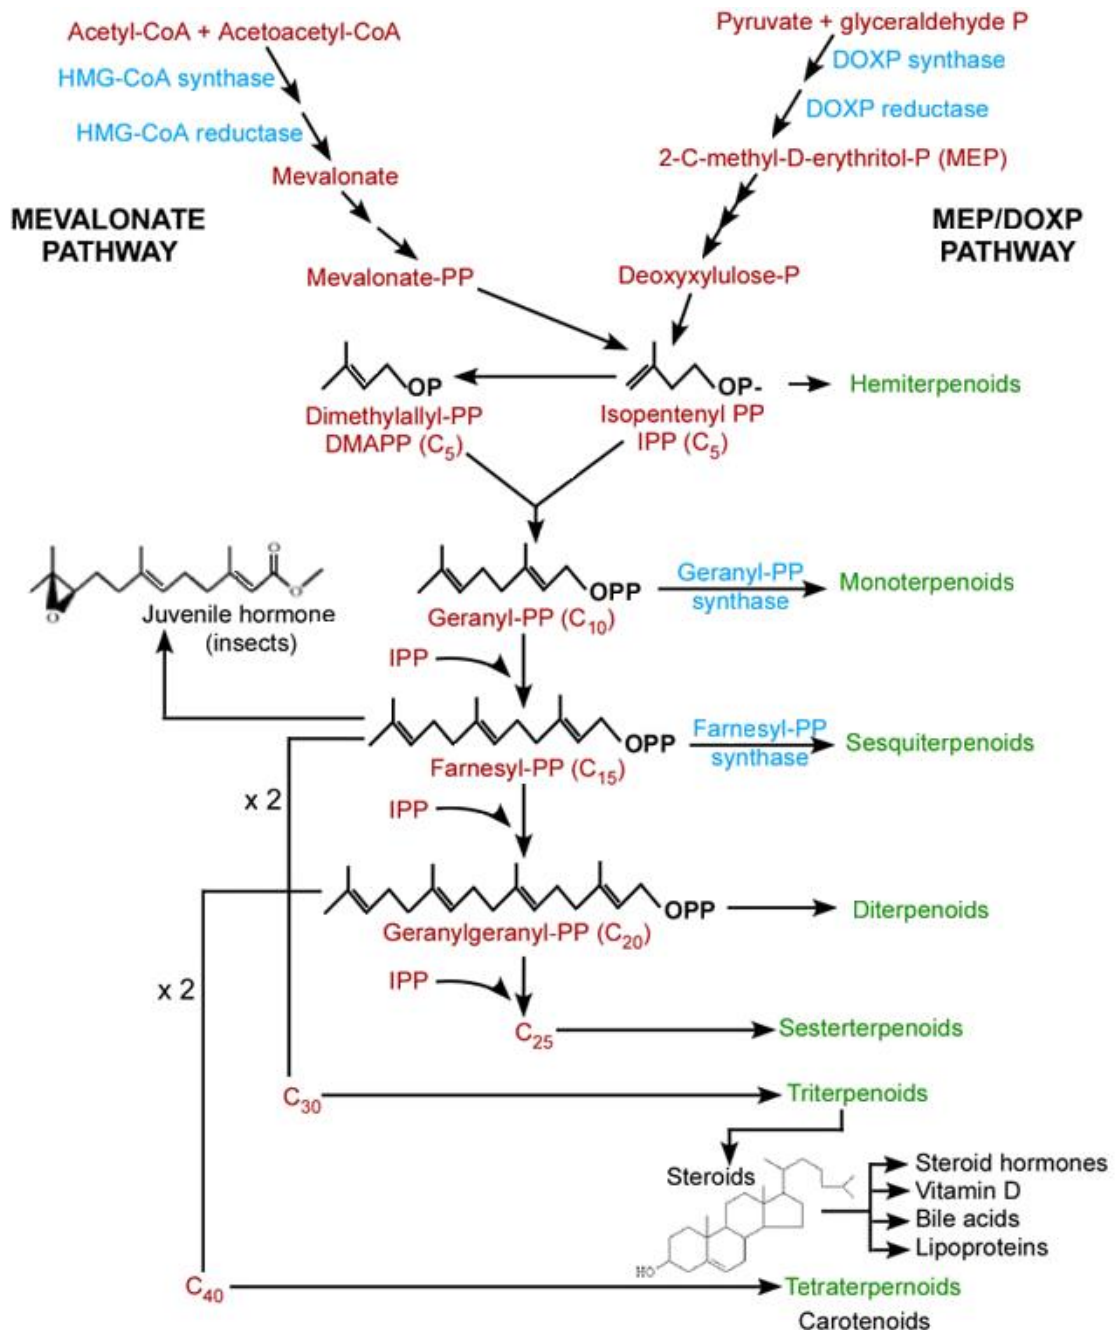 Acetyl-CoA + Acetoacetyl-CoA
Pyruvate + glyceraldehyde P
HMG-CoA synthase
DOXP synthase
HMG-CoA reductase
DOXP reductase
Mevalonate
2-C-methyl-D-erythritol-P (MEP)
MEVALONATE
PATHWAY
MEP/DOXP
PATHWAY
Mevalonate-PP
Deoxyxylulose-P
OP
OP-
Hemiterpenoids
Dimethylallyl-PP
DMAPP (C5)
Isopentenyl PP
IPP (C5)
O
O
O
Juvenile hormone
(insects)
OPP
Geranyl-PP (C10)
Geranyl-PP
synthase
Monoterpenoids
IPP
OPP
Farnesyl-PP (C15)
Farnesyl-PP
synthase
Sesquiterpenoids
x 2
IPP
OPP
Geranylgeranyl-PP (C20)
Diterpenoids
x 2
IPP
C25
Sesterterpenoids
C30
Triterpenoids
Steroids
HO
Steroid hormones
Vitamin D
Bile acids
Lipoproteins
C40
Tetraterpernoids
Carotenoids